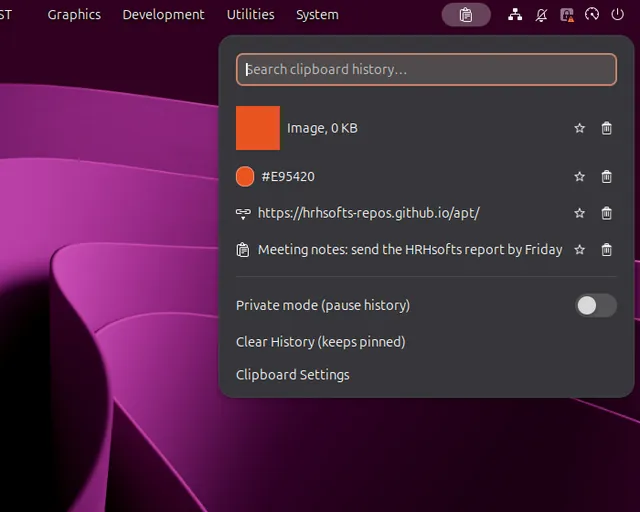 ST Graphics Development Utilities System
Search clipboard history...
Image, 0 KB
#E95420
https://hrhsofts-repos.github.io/apt/
Meeting notes: send the HRHsofts report by Friday
Private mode (pause history)
Clear History (keeps pinned)
Clipboard Settings